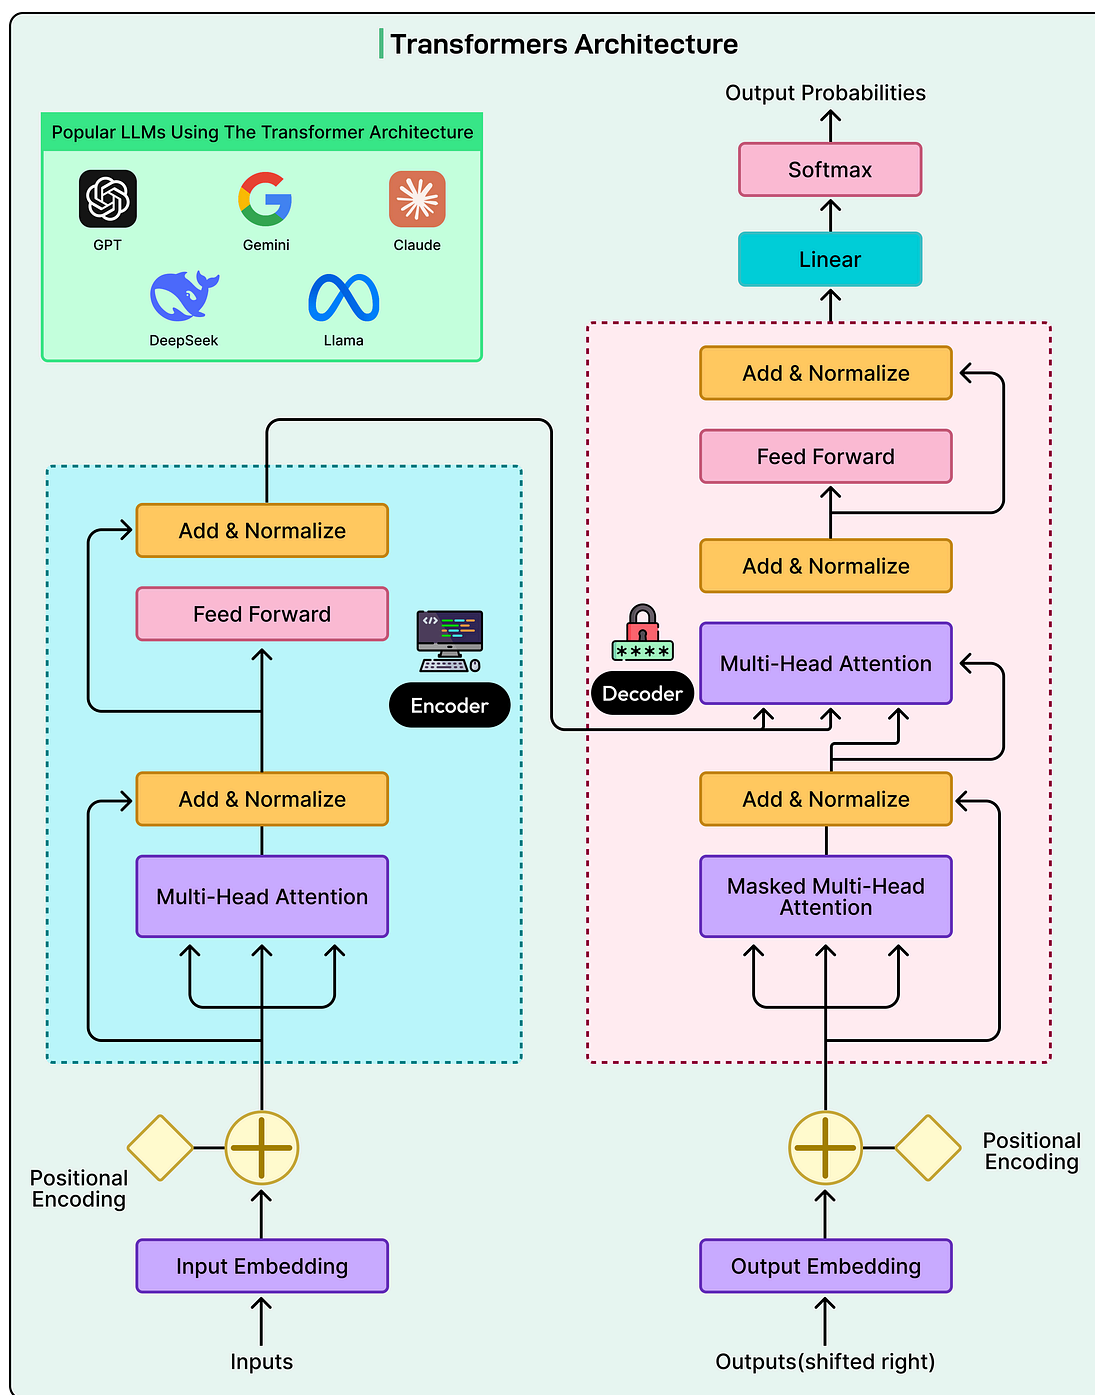 Transformers Architecture
Popular LLMs Using The Transformer Architecture
GPT
Gemini
Claude
DeepSeek
Llama
Output Probabilities
Softmax
Linear
Add & Normalize
Feed Forward
Add & Normalize
Multi-Head Attention
Decoder
Add & Normalize
Masked Multi-Head
Attention
Positional
Encoding
Output Embedding
Outputs(shifted right)
Add & Normalize
Feed Forward
</>
Encoder
Add & Normalize
Multi-Head Attention
Positional
Encoding
Input Embedding
Inputs
****